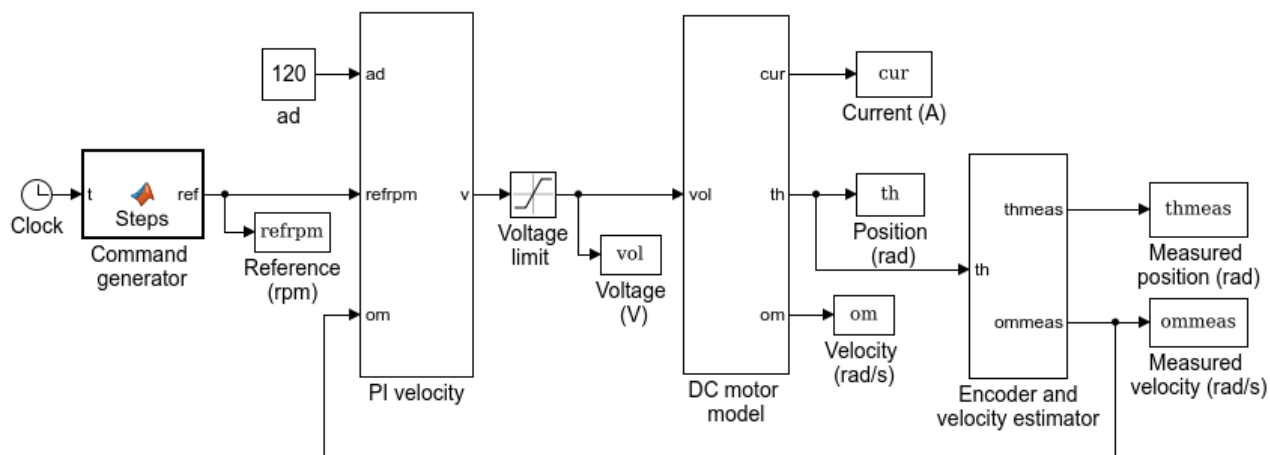 120
ad
ad
refrpm
om
v
PI velocity
Clock
t
ref
Steps
Command
generator
refrpm
Reference
(rpm)
Voltage
limit
vol
Voltage
(V)
vol
cur
th
om
DC motor
model
cur
Current (A)
th
Position
(rad)
om
Velocity
(rad/s)
th
thmeas
ommeas
Encoder and
velocity estimator
thmeas
Measured
position (rad)
ommeas
Measured
velocity (rad/s)